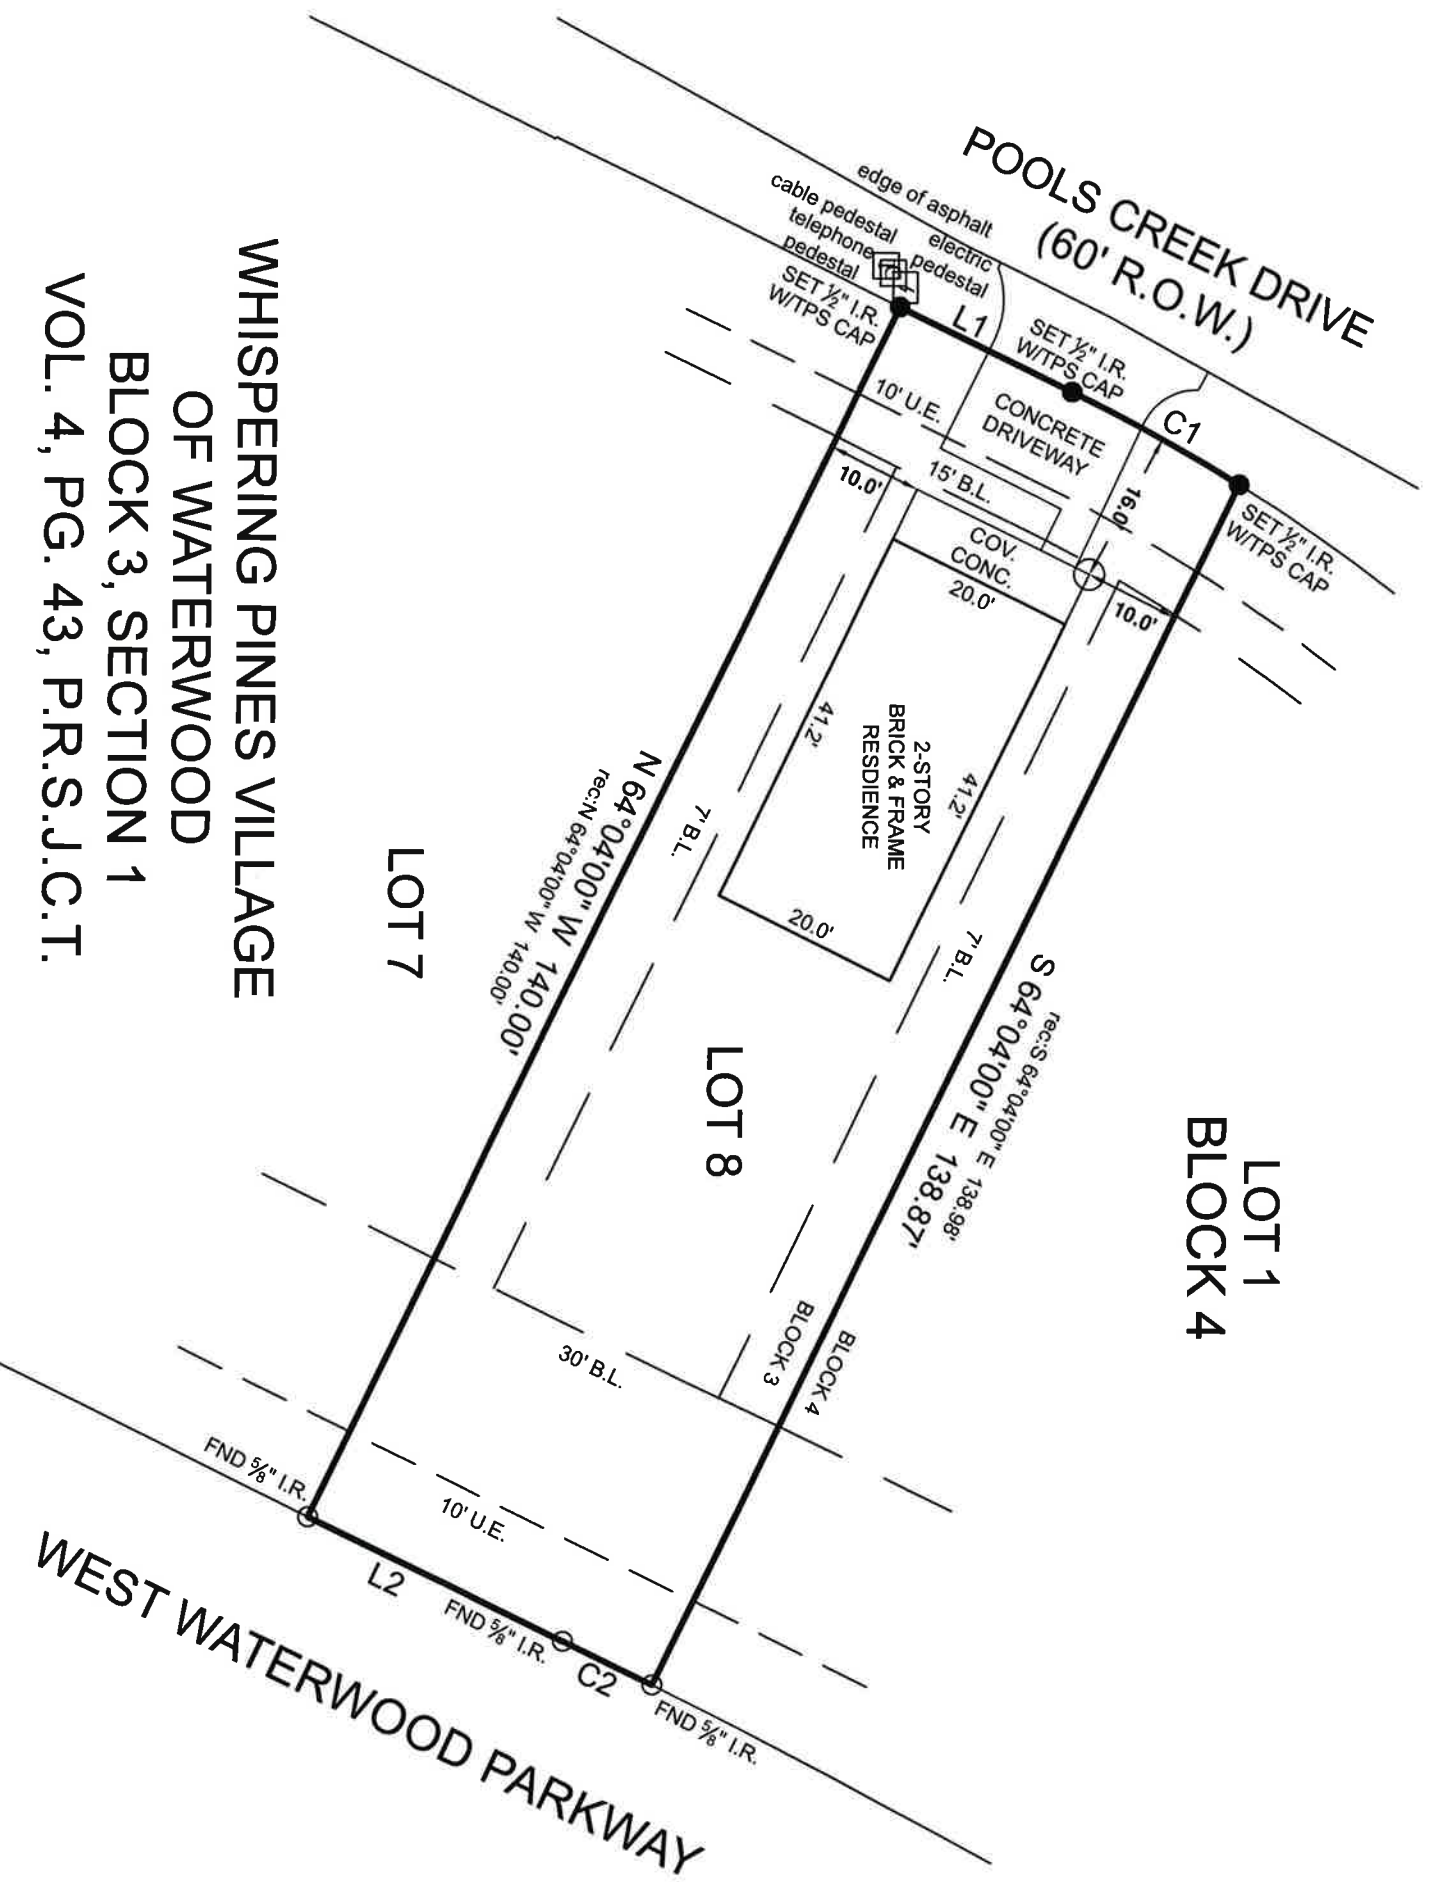 POOLS CREEK DRIVE
(60' R.O.W.)
edge of asphalt
cable pedestal
telephone
pedestal
electric
pedestal
SET ½" I.R.
W/TPS CAP
L1
SET ½" I.R.
W/TPS CAP
C1
SET ½" I.R.
W/TPS CAP
CONCRETE
DRIVEWAY
10' U.E.
15' B.L.
16.0'
10.0'
10.0'
COV.
CONC.
20.0'
41.2'
41.2'
2-STORY
BRICK & FRAME
RESDIENCE
20.0'
7' B.L.
7' B.L.
N 64°04'00" W 140.00'
rec:N 64°04'00" W 140.00'
rec:S 64°04'00" E 138.98'
S 64°04'00" E 138.87'
LOT 8
LOT 7
LOT 1
BLOCK 4
BLOCK 4
BLOCK 3
30' B.L.
10' U.E.
FND ⅝" I.R.
L2
FND ⅝" I.R.
C2
FND ⅝" I.R.
WEST WATERWOOD PARKWAY
WHISPERING PINES VILLAGE
OF WATERWOOD
BLOCK 3, SECTION 1
VOL. 4, PG. 43, P.R.S.J.C.T.